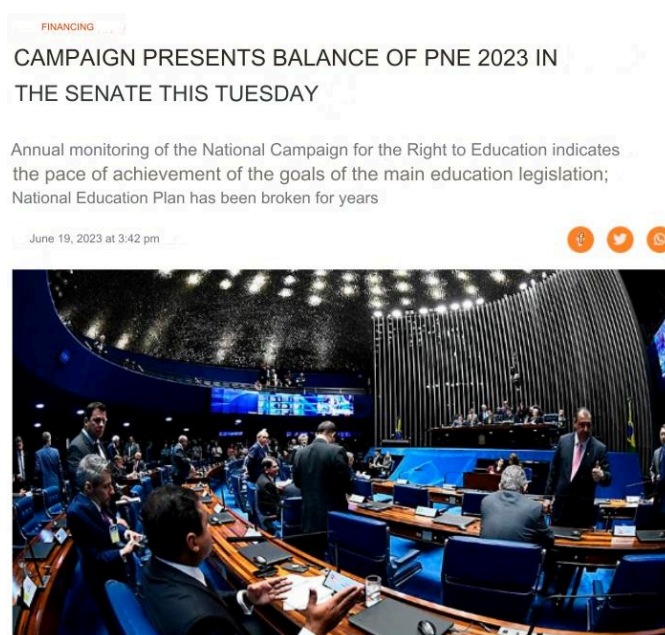 FINANCING
CAMPAIGN PRESENTS BALANCE OF PNE 2023 IN
THE SENATE THIS TUESDAY
Annual monitoring of the National Campaign for the Right to Education indicates
the pace of achievement of the goals of the main education legislation;
National Education Plan has been broken for years
June 19, 2023 at 3:42 pm